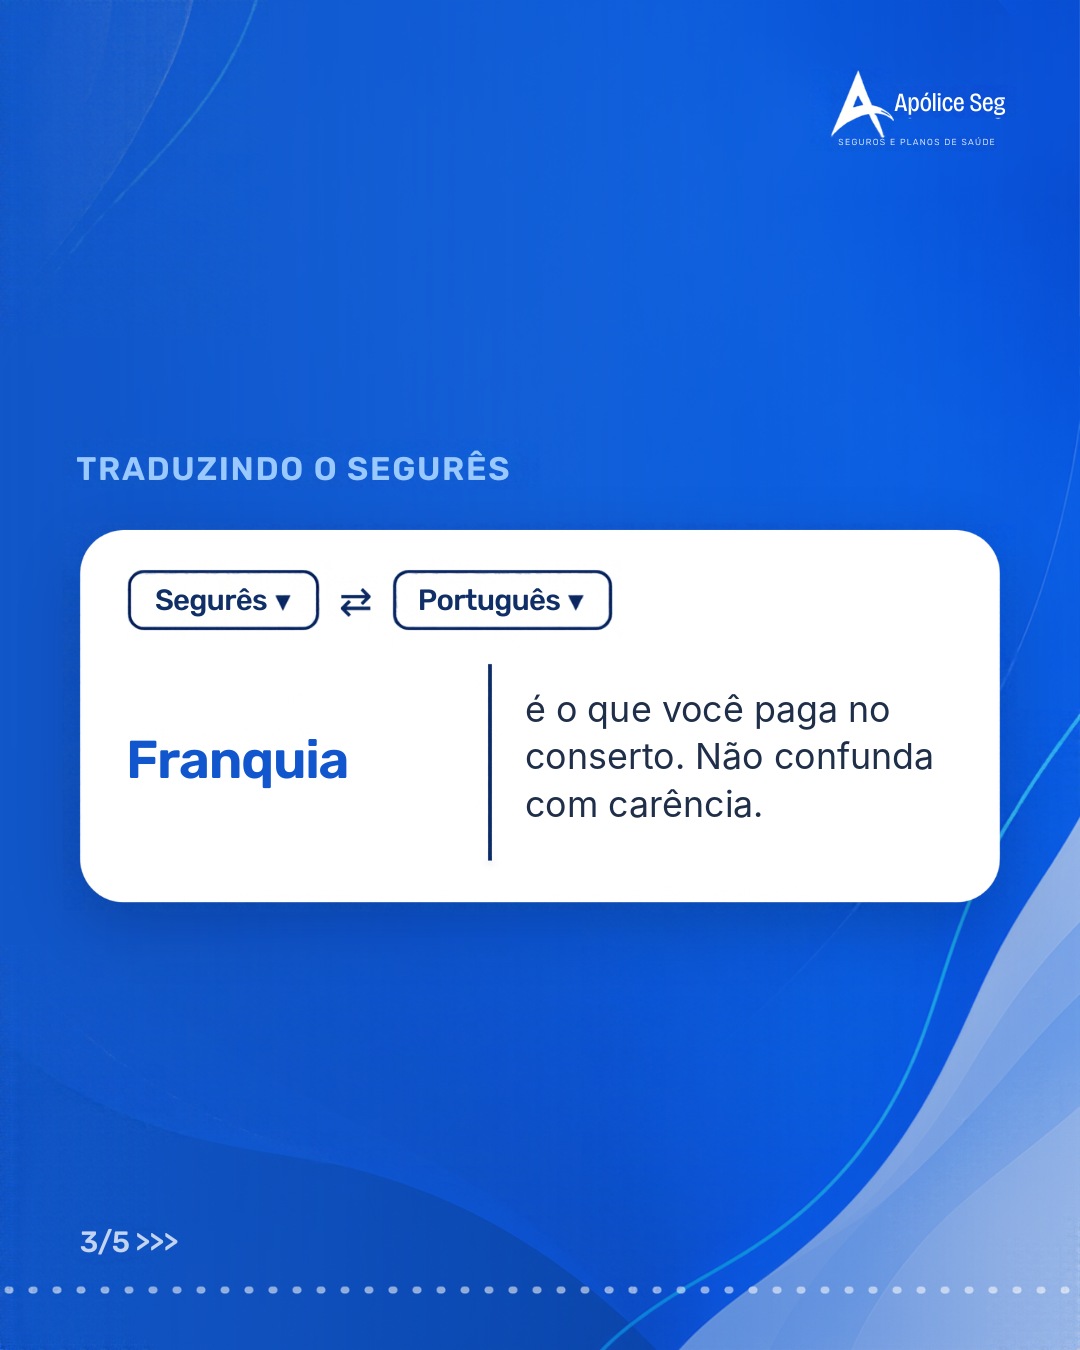 Apólice Seg
SEGUROS E PLANOS DE SAÚDE
TRADUZINDO O SEGURÊS
Segurês ▼ ⇄ Português ▼
Franquia
é o que você paga no
conserto. Não confunda
com carência.
3/5 >>>